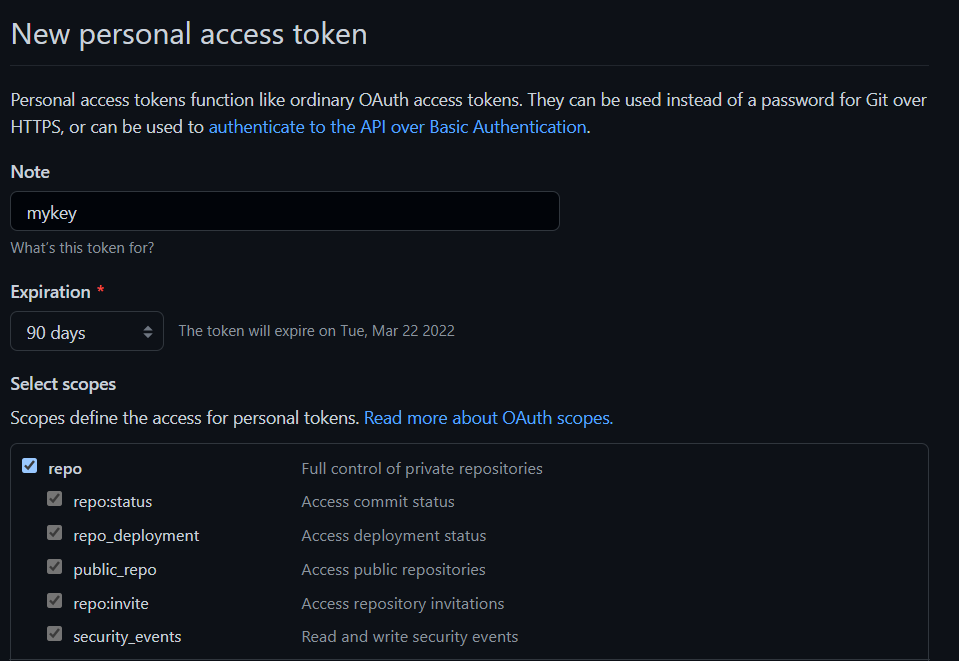 New personal access token
Personal access tokens function like ordinary OAuth access tokens. They can be used instead of a password for Git over
HTTPS, or can be used to authenticate to the API over Basic Authentication.
Note
mykey
What's this token for?
Expiration *
90 days The token will expire on Tue, Mar 22 2022
Select scopes
Scopes define the access for personal tokens. Read more about OAuth scopes.
repo Full control of private repositories
repo:status Access commit status
repo_deployment Access deployment status
public_repo Access public repositories
repo:invite Access repository invitations
security_events Read and write security events